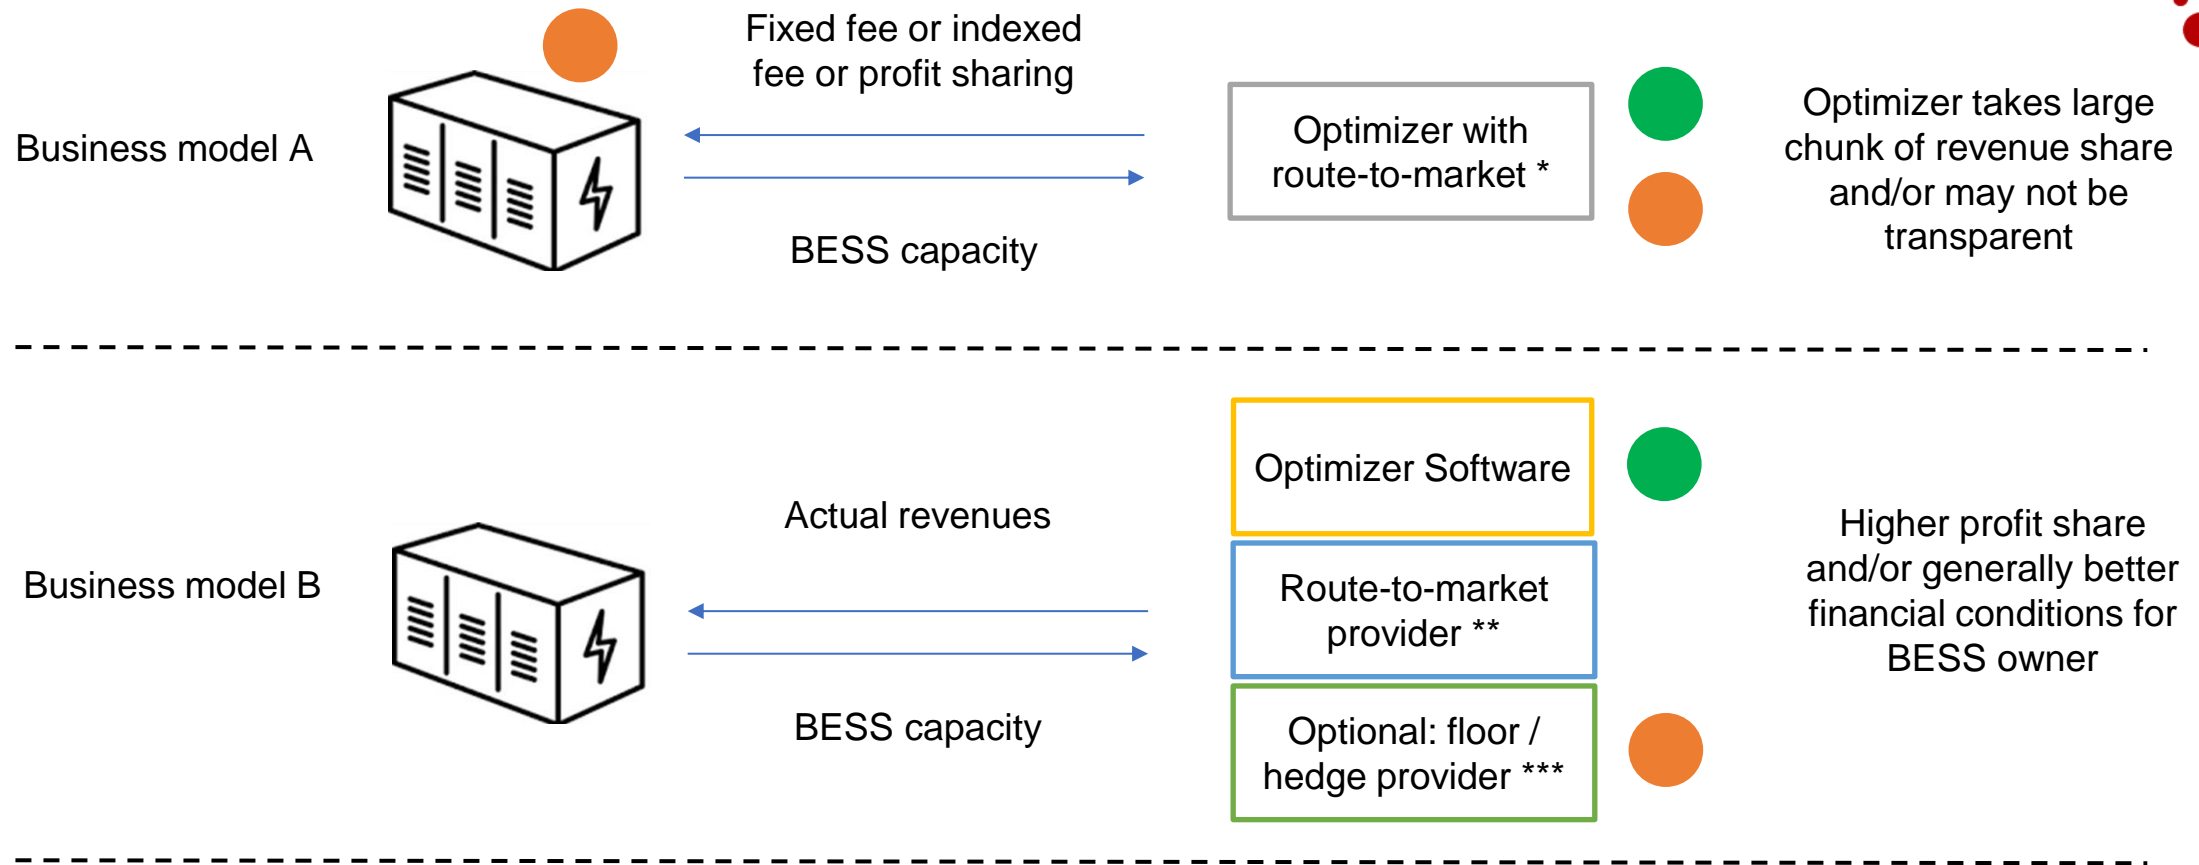 Fixed fee or indexed
fee or profit sharing
Business model A
Optimizer with
route-to-market *
Optimizer takes large
chunk of revenue share
and/or may not be
transparent
BESS capacity
Optimizer Software
Actual revenues
Business model B
Route-to-market
provider **
Higher profit share
and/or generally better
financial conditions for
BESS owner
BESS capacity
Optional: floor /
hedge provider ***